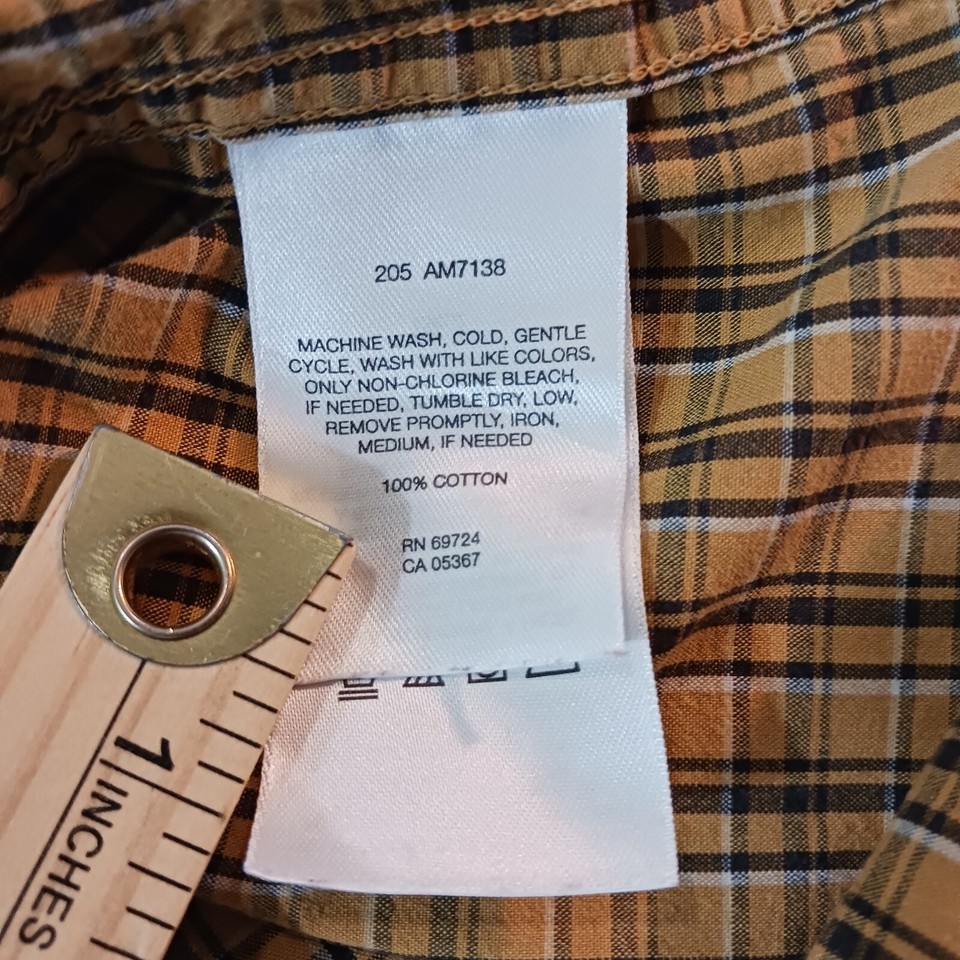 205 AM7138
MACHINE WASH, COLD, GENTLE
CYCLE, WASH WITH LIKE COLORS,
ONLY NON-CHLORINE BLEACH,
IF NEEDED, TUMBLE DRY, LOW,
REMOVE PROMPTLY, IRON,
MEDIUM, IF NEEDED
100% COTTON
RN 69724
CA 05367
1
INCHES